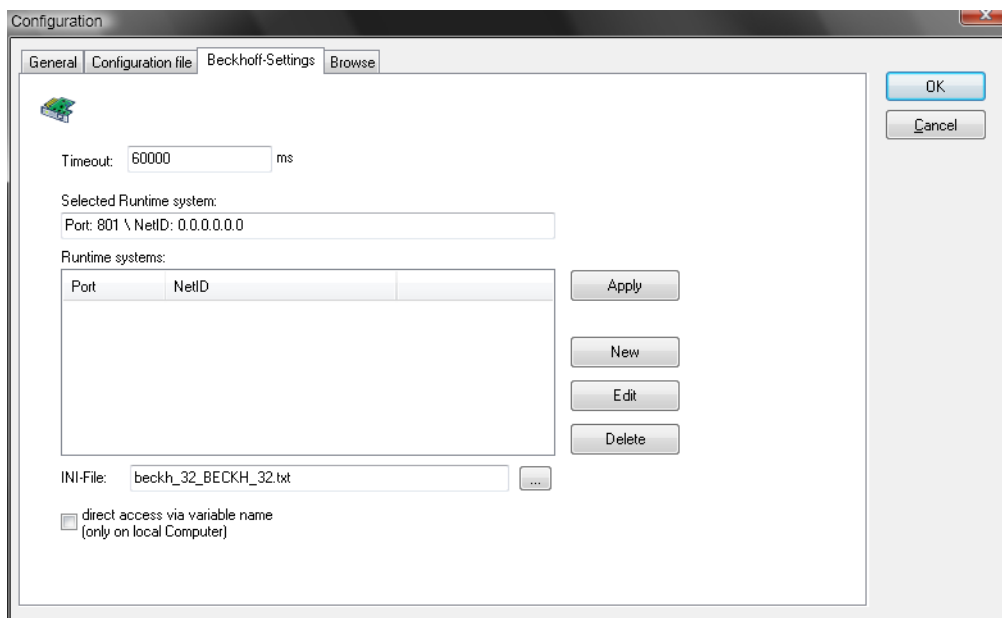 Configuration
General Configuration file Beckhoff-Settings Browse
OK
Cancel
Timeout: 60000 ms
Selected Runtime system:
Port: 801 \ NetID: 0.0.0.0.0.0
Runtime systems:
Port NetID
Apply
New
Edit
Delete
INI-File: beckh_32_BECKH_32.txt ...
direct access via variable name
(only on local Computer)